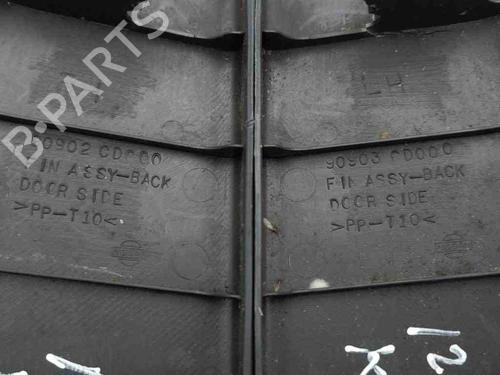 B-PARTS
LH
90902 CD000
FIN ASSY-BACK
DOOR SIDE
>PP-T10<
90903 CD000
FIN ASSY-BACK
DOOR SIDE
>PP-T10<